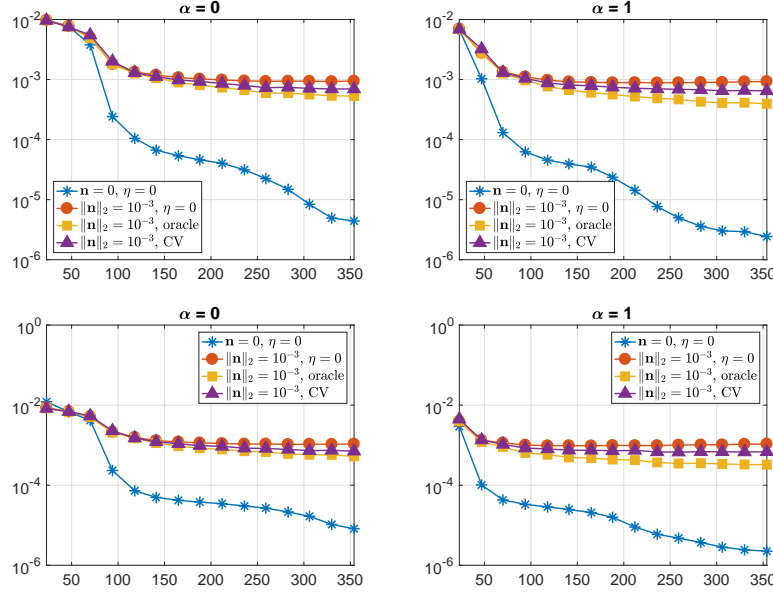 α = 0
10^-2
10^-3
10^-4
10^-5
10^-6
n = 0, η = 0
‖n‖₂ = 10^-3, η = 0
‖n‖₂ = 10^-3, oracle
‖n‖₂ = 10^-3, CV
50 100 150 200 250 300 350
α = 1
10^-2
10^-3
10^-4
10^-5
10^-6
n = 0, η = 0
‖n‖₂ = 10^-3, η = 0
‖n‖₂ = 10^-3, oracle
‖n‖₂ = 10^-3, CV
50 100 150 200 250 300 350
α = 0
10^0
10^-2
10^-4
10^-6
n = 0, η = 0
‖n‖₂ = 10^-3, η = 0
‖n‖₂ = 10^-3, oracle
‖n‖₂ = 10^-3, CV
50 100 150 200 250 300 350
α = 1
10^0
10^-2
10^-4
10^-6
n = 0, η = 0
‖n‖₂ = 10^-3, η = 0
‖n‖₂ = 10^-3, oracle
‖n‖₂ = 10^-3, CV
50 100 150 200 250 300 350